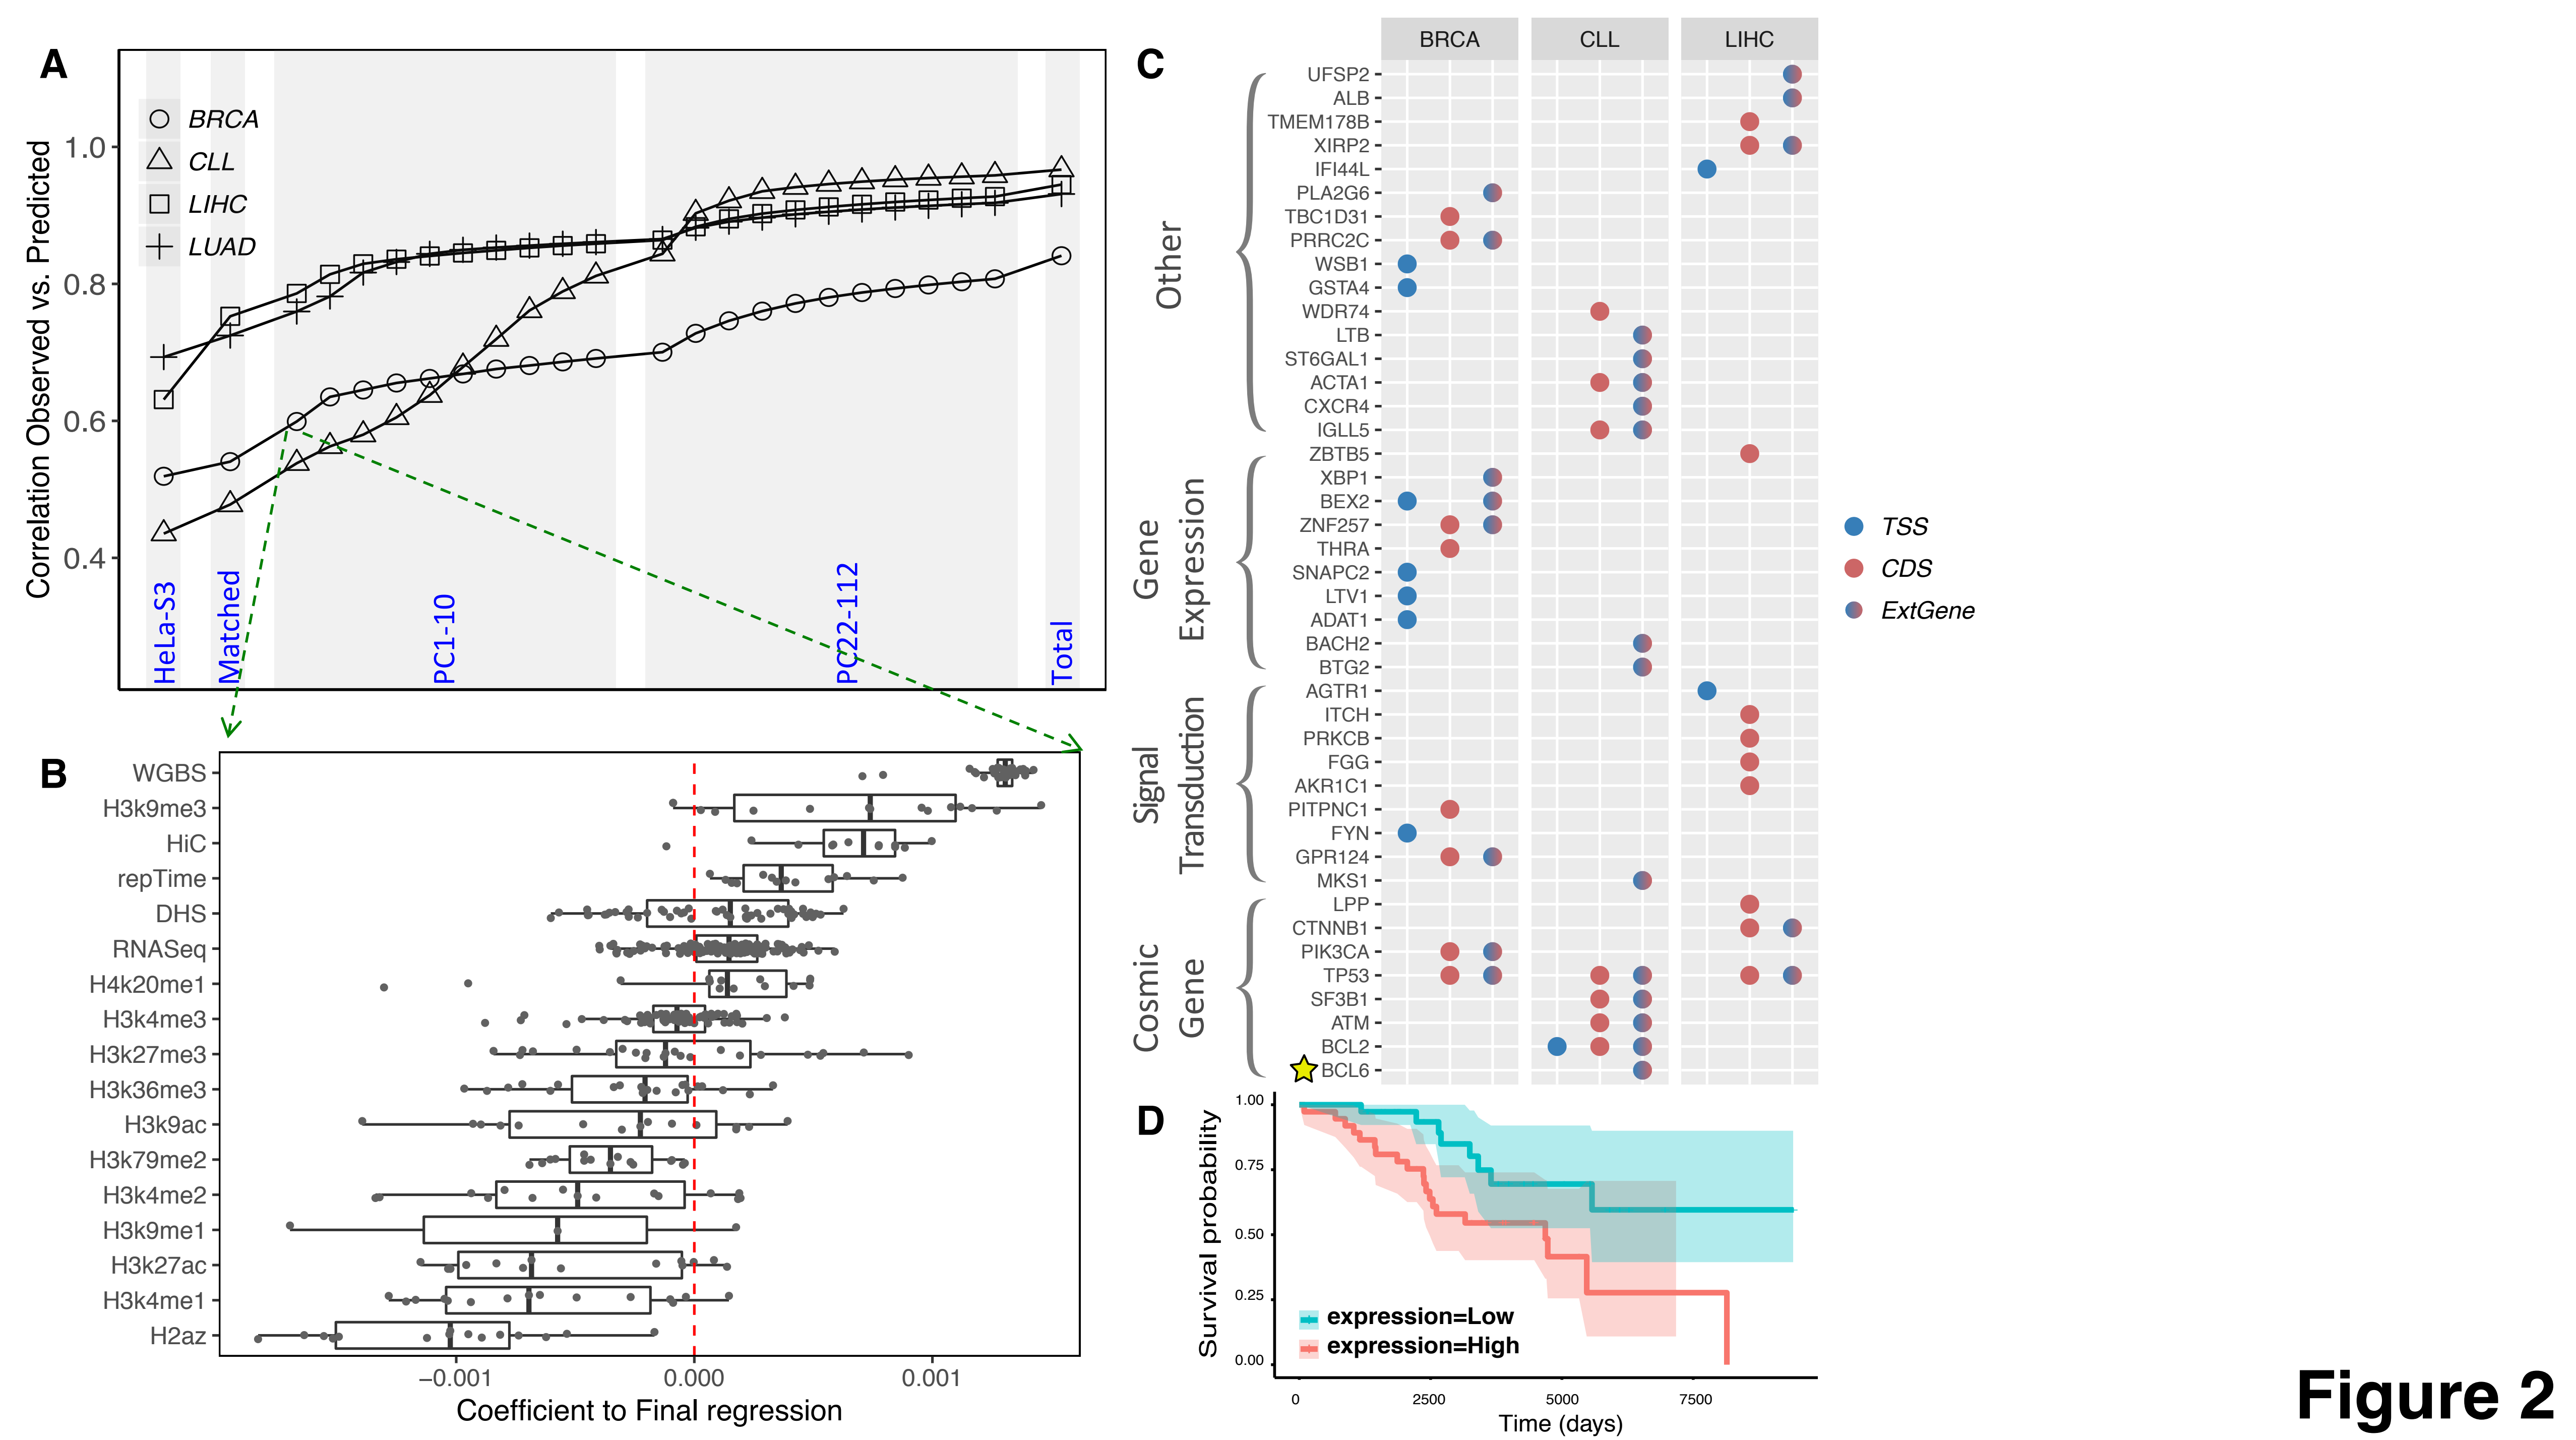 A
Correlation Observed vs. Predicted
1.0
0.8
0.6
0.4
BRCA
CLL
LIHC
LUAD
HeLa-S3
Matched
PC1-10
PC22-112
Total
B
WGBS
H3k9me3
HiC
repTime
DHS
RNASeq
H4k20me1
H3k4me3
H3k27me3
H3k36me3
H3k9ac
H3k79me2
H3k4me2
H3k9me1
H3k27ac
H3k4me1
H2az
−0.001 0.000 0.001
Coefficient to Final regression
C
BRCA CLL LIHC
Other
UFSP2
ALB
TMEM178B
XIRP2
IFI44L
PLA2G6
TBC1D31
PRRC2C
WSB1
GSTA4
WDR74
LTB
ST6GAL1
ACTA1
CXCR4
IGLL5
Gene
Expression
ZBTB5
XBP1
BEX2
ZNF257
THRA
SNAPC2
LTV1
ADAT1
BACH2
BTG2
Signal
Transduction
AGTR1
ITCH
PRKCB
FGG
AKR1C1
PITPNC1
FYN
GPR124
MKS1
Cosmic
Gene
LPP
CTNNB1
PIK3CA
TP53
SF3B1
ATM
BCL2
BCL6
TSS
CDS
ExtGene
D
Survival probability
1.00
0.75
0.50
0.25
0.00
expression=Low
expression=High
0 2500 5000 7500
Time (days)
Figure 2